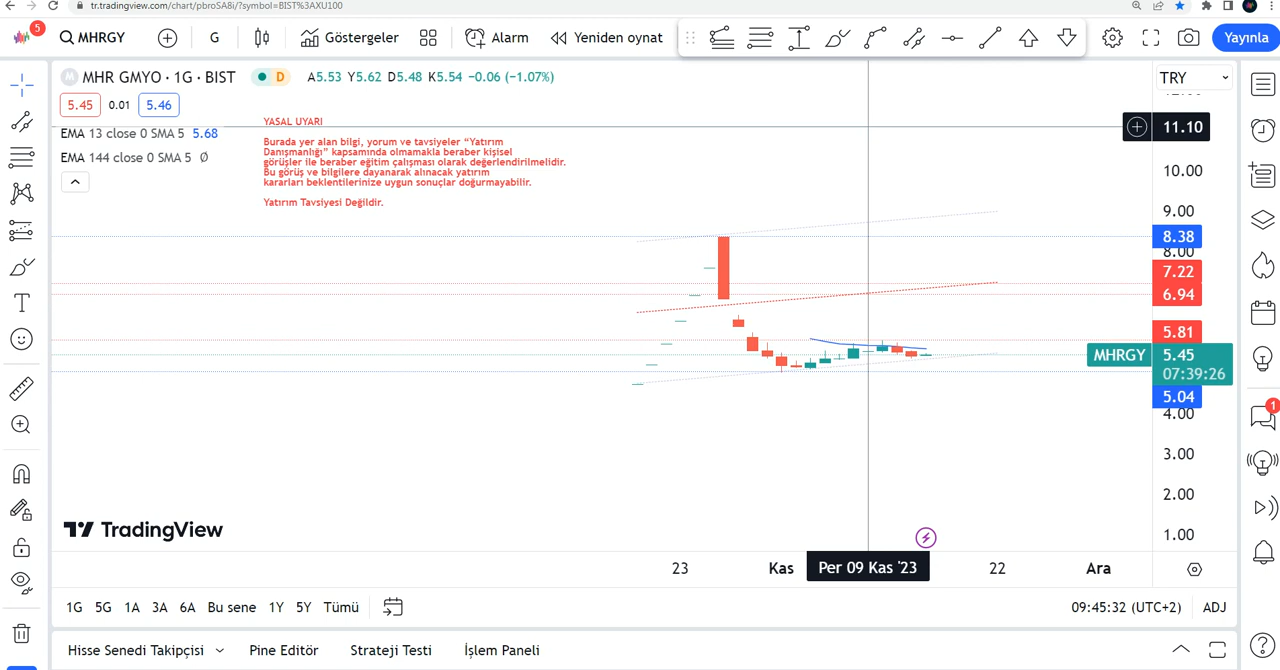 tr.tradingview.com/chart/pbroSA8i/?symbol=BIST%3AXU100
5
MHRGY
G
Göstergeler
Alarm
Yeniden oynat
Yayınla
M MHR GMYO · 1G · BIST
D
A5.53 Y5.62 D5.48 K5.54 −0.06 (−1.07%)
TRY
5.45 0.01 5.46
EMA 13 close 0 SMA 5 5.68
EMA 144 close 0 SMA 5 Ø
YASAL UYARI
Burada yer alan bilgi, yorum ve tavsiyeler “Yatırım
Danışmanlığı” kapsamında olmamakla beraber kişisel
görüşler ile beraber eğitim çalışması olarak değerlendirilmelidir.
Bu görüş ve bilgilere dayanarak alınacak yatırım
kararları beklentilerinize uygun sonuçlar doğurmayabilir.
Yatırım Tavsiyesi Değildir.
11.10
10.00
9.00
8.38
8.00
7.22
6.94
5.81
MHRGY 5.45
07:39:26
5.04
4.00
3.00
2.00
1.00
1
TradingView
23 Kas Per 09 Kas '23 22 Ara
1G 5G 1A 3A 6A Bu sene 1Y 5Y Tümü
09:45:32 (UTC+2) ADJ
Hisse Senedi Takipçisi Pine Editör Strateji Testi İşlem Paneli